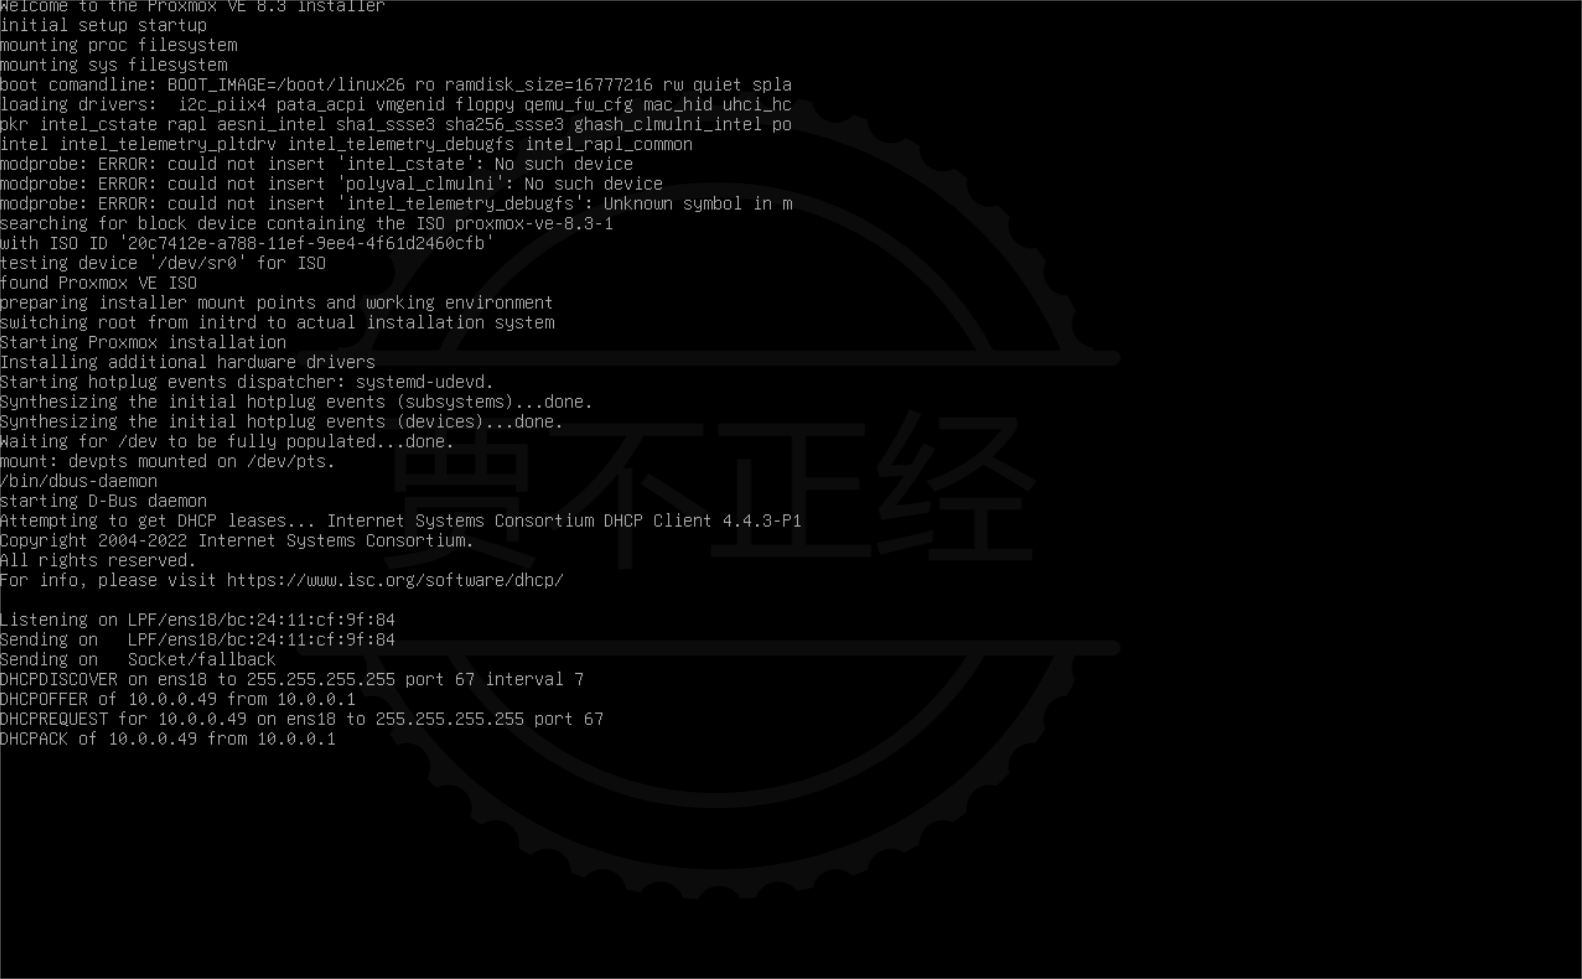 Welcome to the Proxmox VE 8.3 installer
initial setup startup
mounting proc filesystem
mounting sys filesystem
boot comandline: BOOT_IMAGE=/boot/linux26 ro ramdisk_size=16777216 rw quiet spla
loading drivers:  i2c_piix4 pata_acpi vmgenid floppy qemu_fw_cfg mac_hid uhci_hc
pkr intel_cstate rapl aesni_intel sha1_ssse3 sha256_ssse3 ghash_clmulni_intel po
intel intel_telemetry_pltdrv intel_telemetry_debugfs intel_rapl_common
modprobe: ERROR: could not insert 'intel_cstate': No such device
modprobe: ERROR: could not insert 'polyval_clmulni': No such device
modprobe: ERROR: could not insert 'intel_telemetry_debugfs': Unknown symbol in m
searching for block device containing the ISO proxmox-ve-8.3-1
with ISO ID '20c7412e-a788-11ef-9ee4-4f61d2460cfb'
testing device '/dev/sr0' for ISO
found Proxmox VE ISO
preparing installer mount points and working environment
switching root from initrd to actual installation system
Starting Proxmox installation
Installing additional hardware drivers
Starting hotplug events dispatcher: systemd-udevd.
Synthesizing the initial hotplug events (subsystems)...done.
Synthesizing the initial hotplug events (devices)...done.
Waiting for /dev to be fully populated...done.
mount: devpts mounted on /dev/pts.
/bin/dbus-daemon
starting D-Bus daemon
Attempting to get DHCP leases... Internet Systems Consortium DHCP Client 4.4.3-P1
Copyright 2004-2022 Internet Systems Consortium.
All rights reserved.
For info, please visit https://www.isc.org/software/dhcp/
Listening on LPF/ens18/bc:24:11:cf:9f:84
Sending on   LPF/ens18/bc:24:11:cf:9f:84
Sending on   Socket/fallback
DHCPDISCOVER on ens18 to 255.255.255.255 port 67 interval 7
DHCPOFFER of 10.0.0.49 from 10.0.0.1
DHCPREQUEST for 10.0.0.49 on ens18 to 255.255.255.255 port 67
DHCPACK of 10.0.0.49 from 10.0.0.1
贾不正经